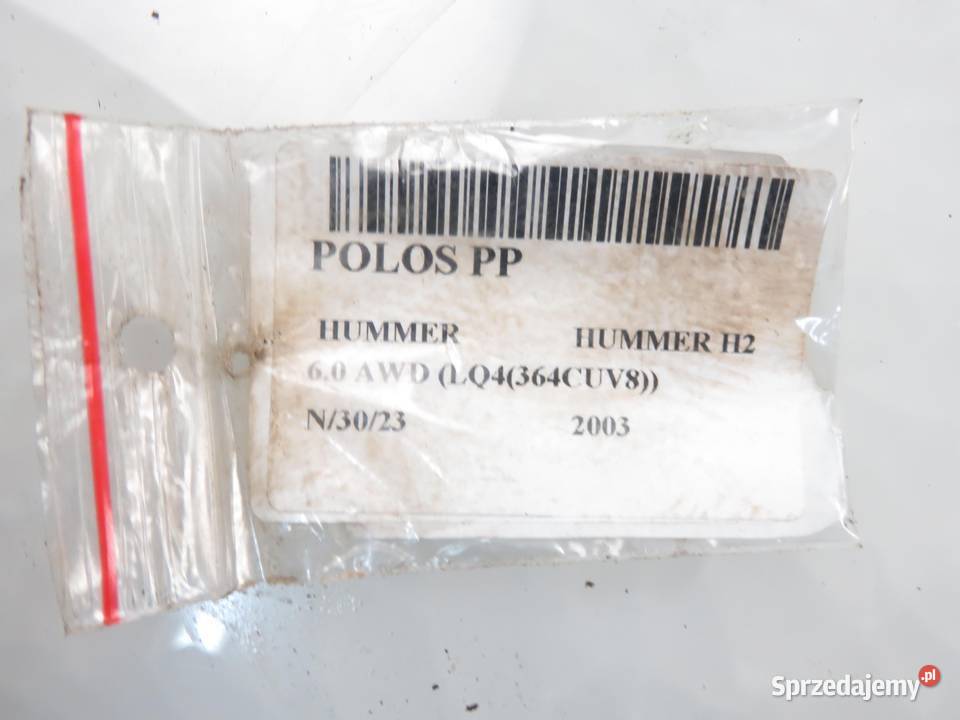 POLOS PP
HUMMER HUMMER H2
6.0 AWD (LQ4(364CUV8))
N/30/23 2003
Sprzedajemy.pl